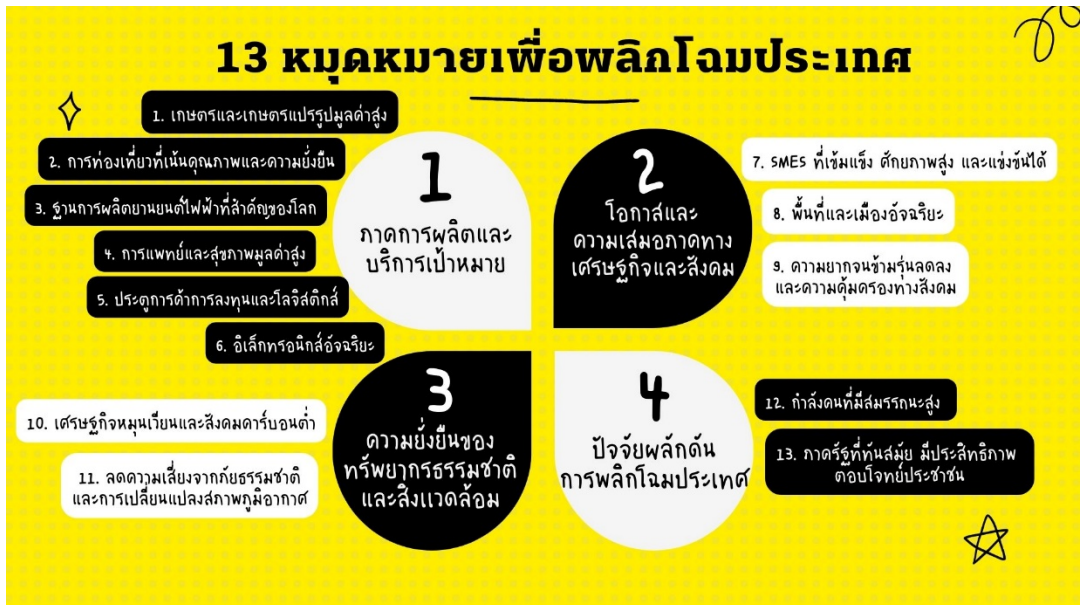 13 หมุดหมายเพื่อพลิกโฉมประเทศ
1
ภาคการผลิตและ
บริการเป้าหมาย
1. เกษตรและเกษตรแปรรูปมูลค่าสูง
2. การท่องเที่ยวที่เน้นคุณภาพและความยั่งยืน
3. ฐานการผลิตยานยนต์ไฟฟ้าที่สำคัญของโลก
4. การแพทย์และสุขภาพมูลค่าสูง
5. ประตูการค้าการลงทุนและโลจิสติกส์
6. อิเล็กทรอนิกส์อัจฉริยะ
2
โอกาสและ
ความเสมอภาคทาง
เศรษฐกิจและสังคม
7. SMES ที่เข้มแข็ง ศักยภาพสูง และแข่งขันได้
8. พื้นที่และเมืองอัจฉริยะ
9. ความยากจนข้ามรุ่นลดลง
และความคุ้มครองทางสังคม
3
ความยั่งยืนของ
ทรัพยากรธรรมชาติ
และสิ่งแวดล้อม
10. เศรษฐกิจหมุนเวียนและสังคมคาร์บอนต่ำ
11. ลดความเสี่ยงจากภัยธรรมชาติ
และการเปลี่ยนแปลงสภาพภูมิอากาศ
4
ปัจจัยผลักดัน
การพลิกโฉมประเทศ
12. กำลังคนที่มีสมรรถนะสูง
13. ภาครัฐที่ทันสมัย มีประสิทธิภาพ
ตอบโจทย์ประชาชน